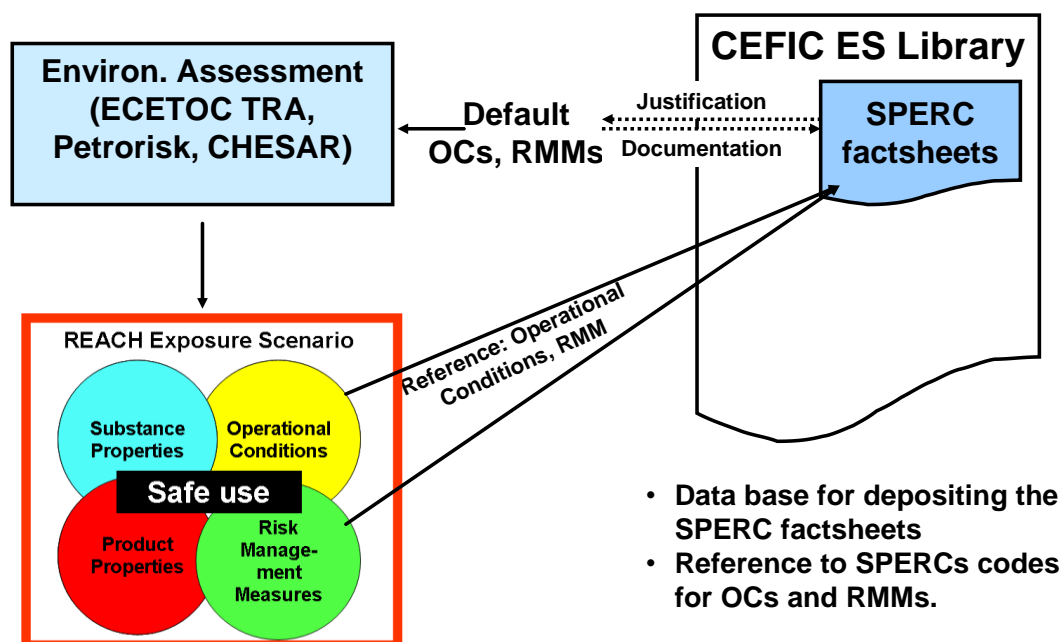 Environ. Assessment
(ECETOC TRA,
Petrorisk, CHESAR)
Default
OCs, RMMs
Justification
Documentation
CEFIC ES Library
SPERC
factsheets
Reference: Operational
Conditions, RMM
REACH Exposure Scenario
Substance
Properties
Operational
Conditions
Safe use
Product
Properties
Risk
Manage-
ment
Measures
• Data base for depositing the
SPERC factsheets
• Reference to SPERCs codes
for OCs and RMMs.